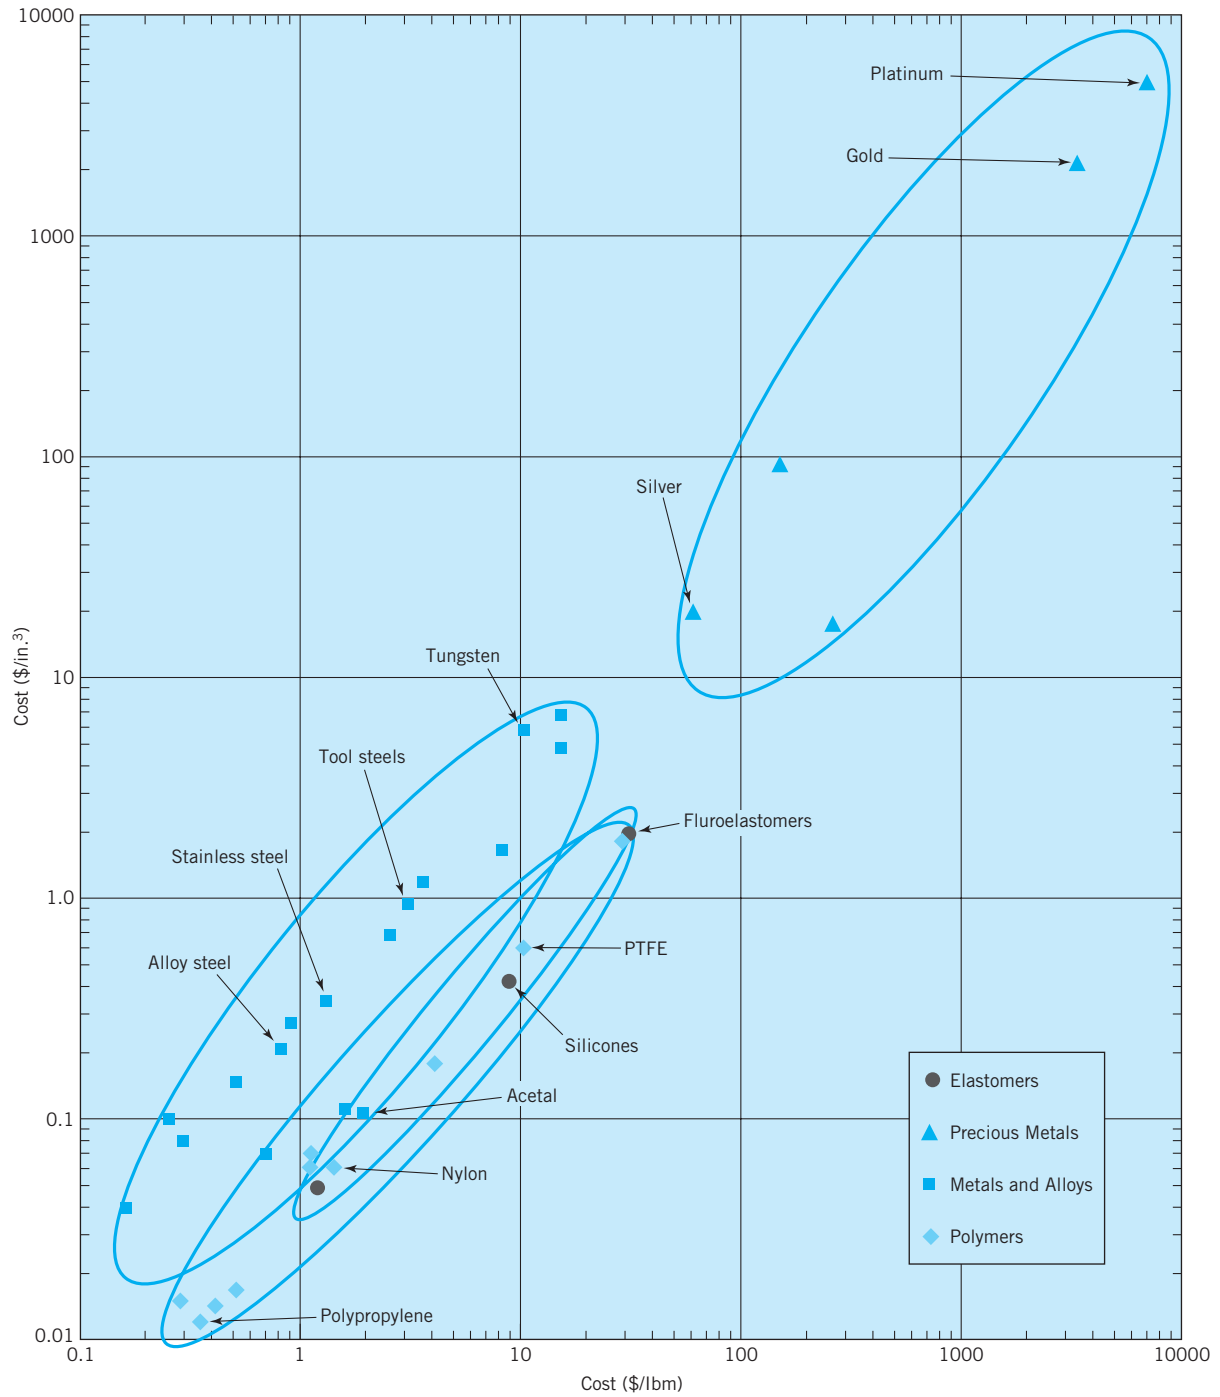 10000
Platinum
Gold
1000
100
Silver
Cost ($/in.³)
Tungsten
10
Tool steels
Fluroelastomers
Stainless steel
1.0
PTFE
Alloy steel
Silicones
Elastomers
Acetal
0.1
Precious Metals
Nylon
Metals and Alloys
Polymers
Polypropylene
0.01
0.1 1 10 100 1000 10000
Cost ($/lbm)